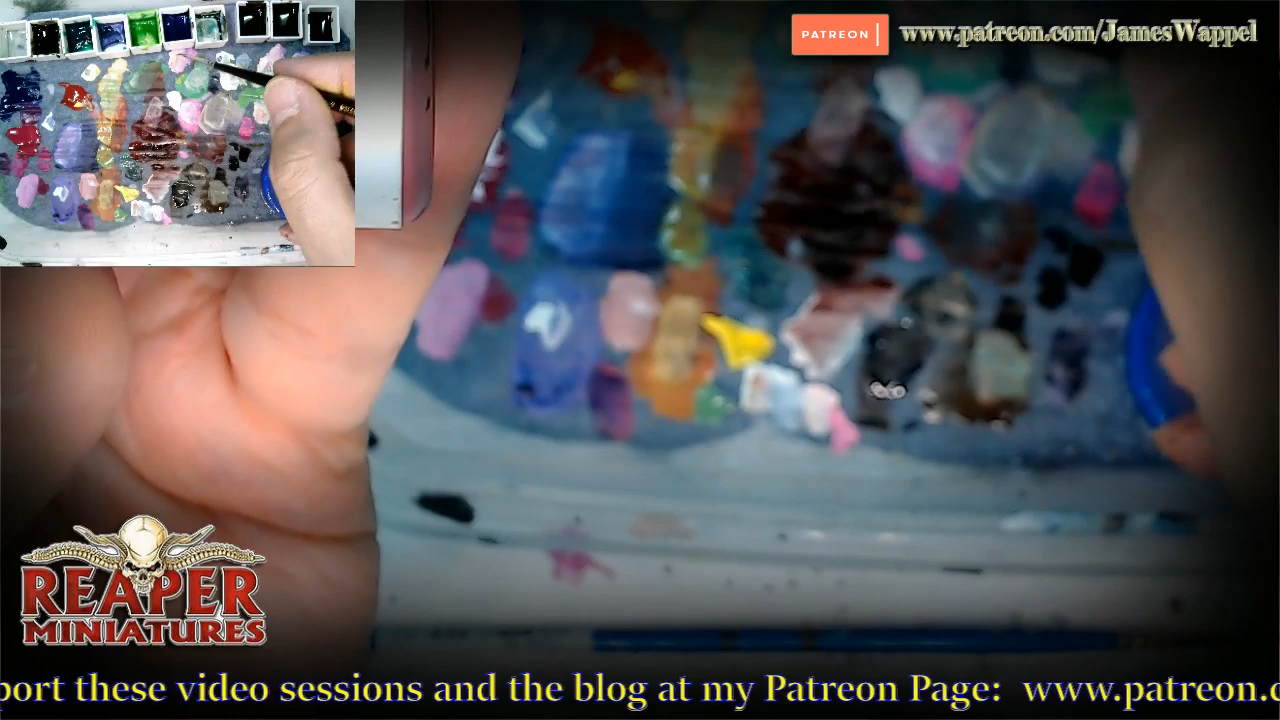 PATREON
www.patreon.com/JamesWappel
REAPER
MINIATURES
port these video sessions and the blog at my Patreon Page: www.patreon.c